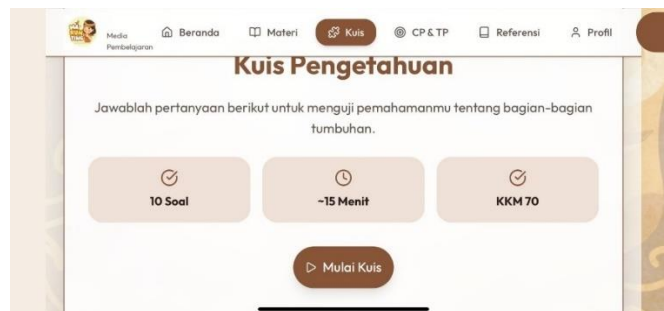 Media
Pembelajaran
Beranda
Materi
Kuis
CP & TP
Referensi
Profil
Kuis Pengetahuan
Jawablah pertanyaan berikut untuk menguji pemahamanmu tentang bagian-bagian
tumbuhan.
10 Soal
~15 Menit
KKM 70
Mulai Kuis